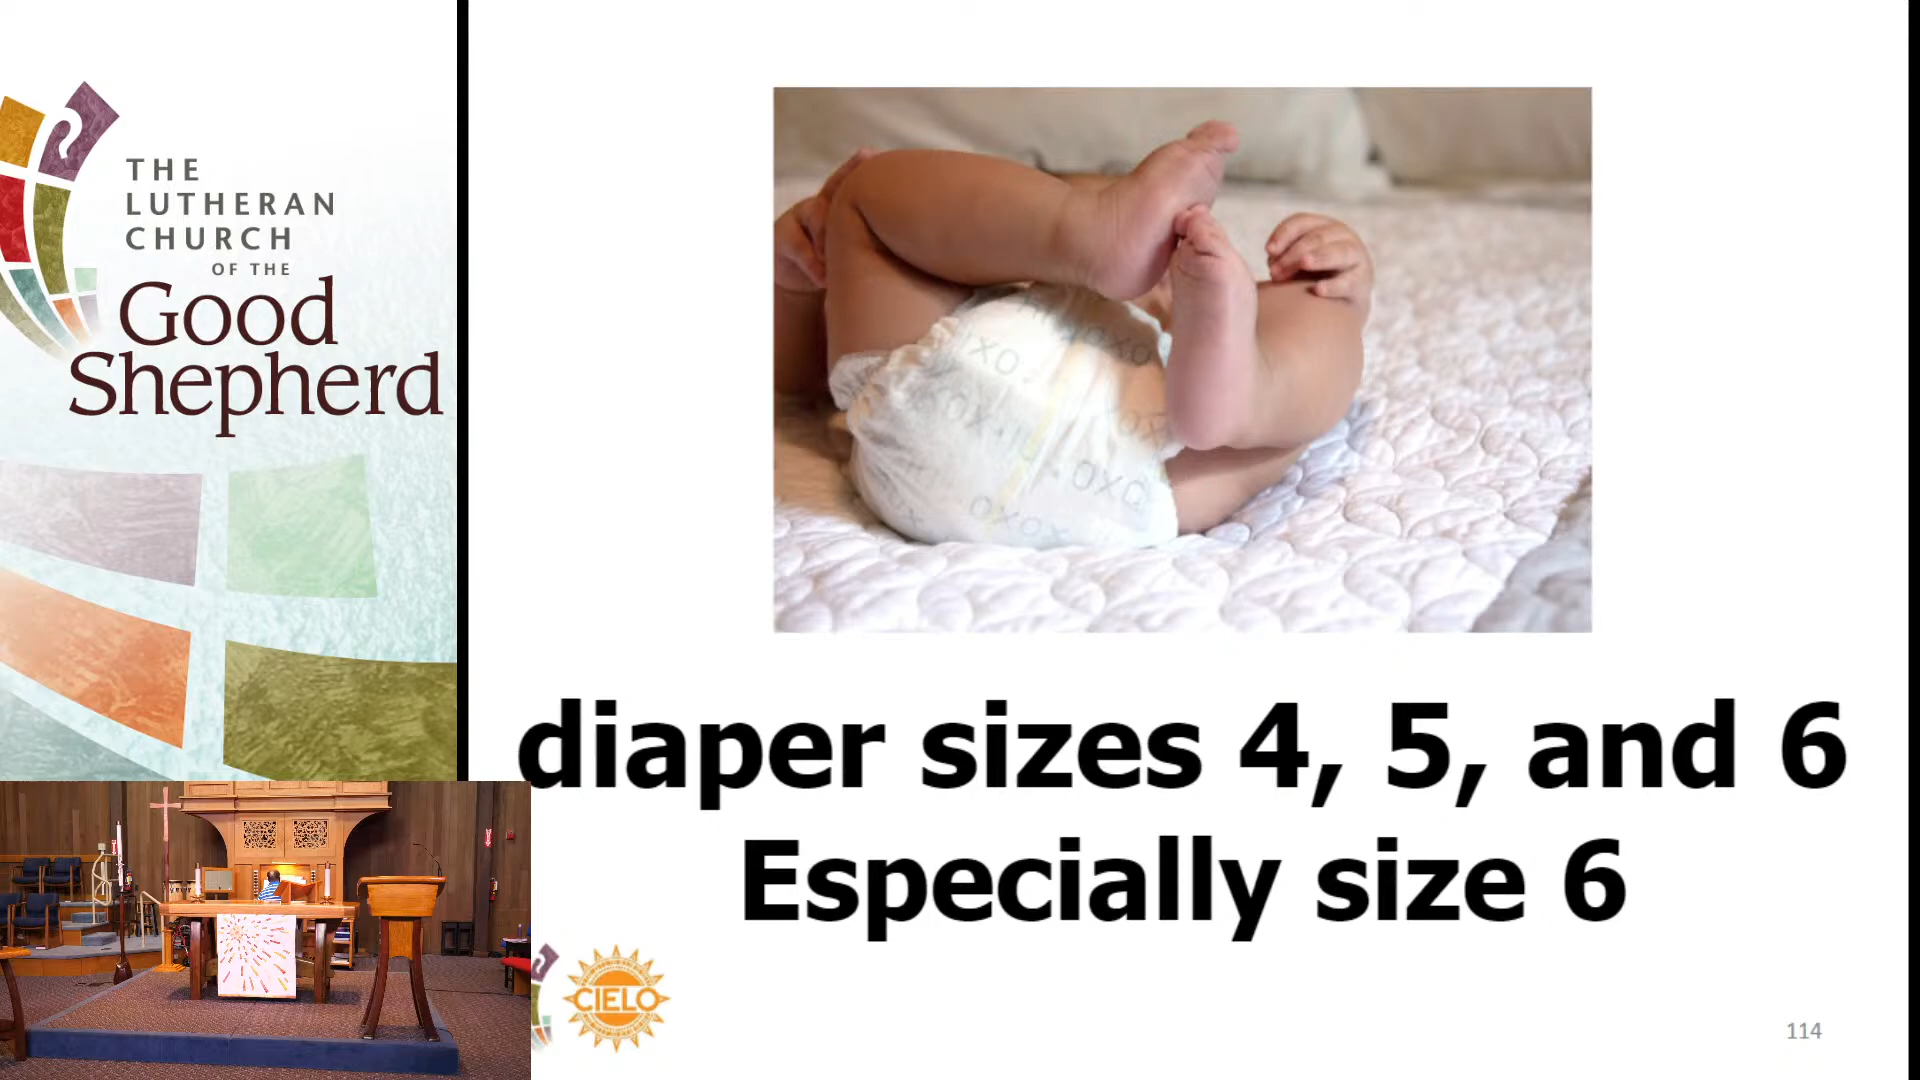 THE
LUTHERAN
CHURCH
OF THE
Good
Shepherd
diaper sizes 4, 5, and 6
Especially size 6
CIELO
114